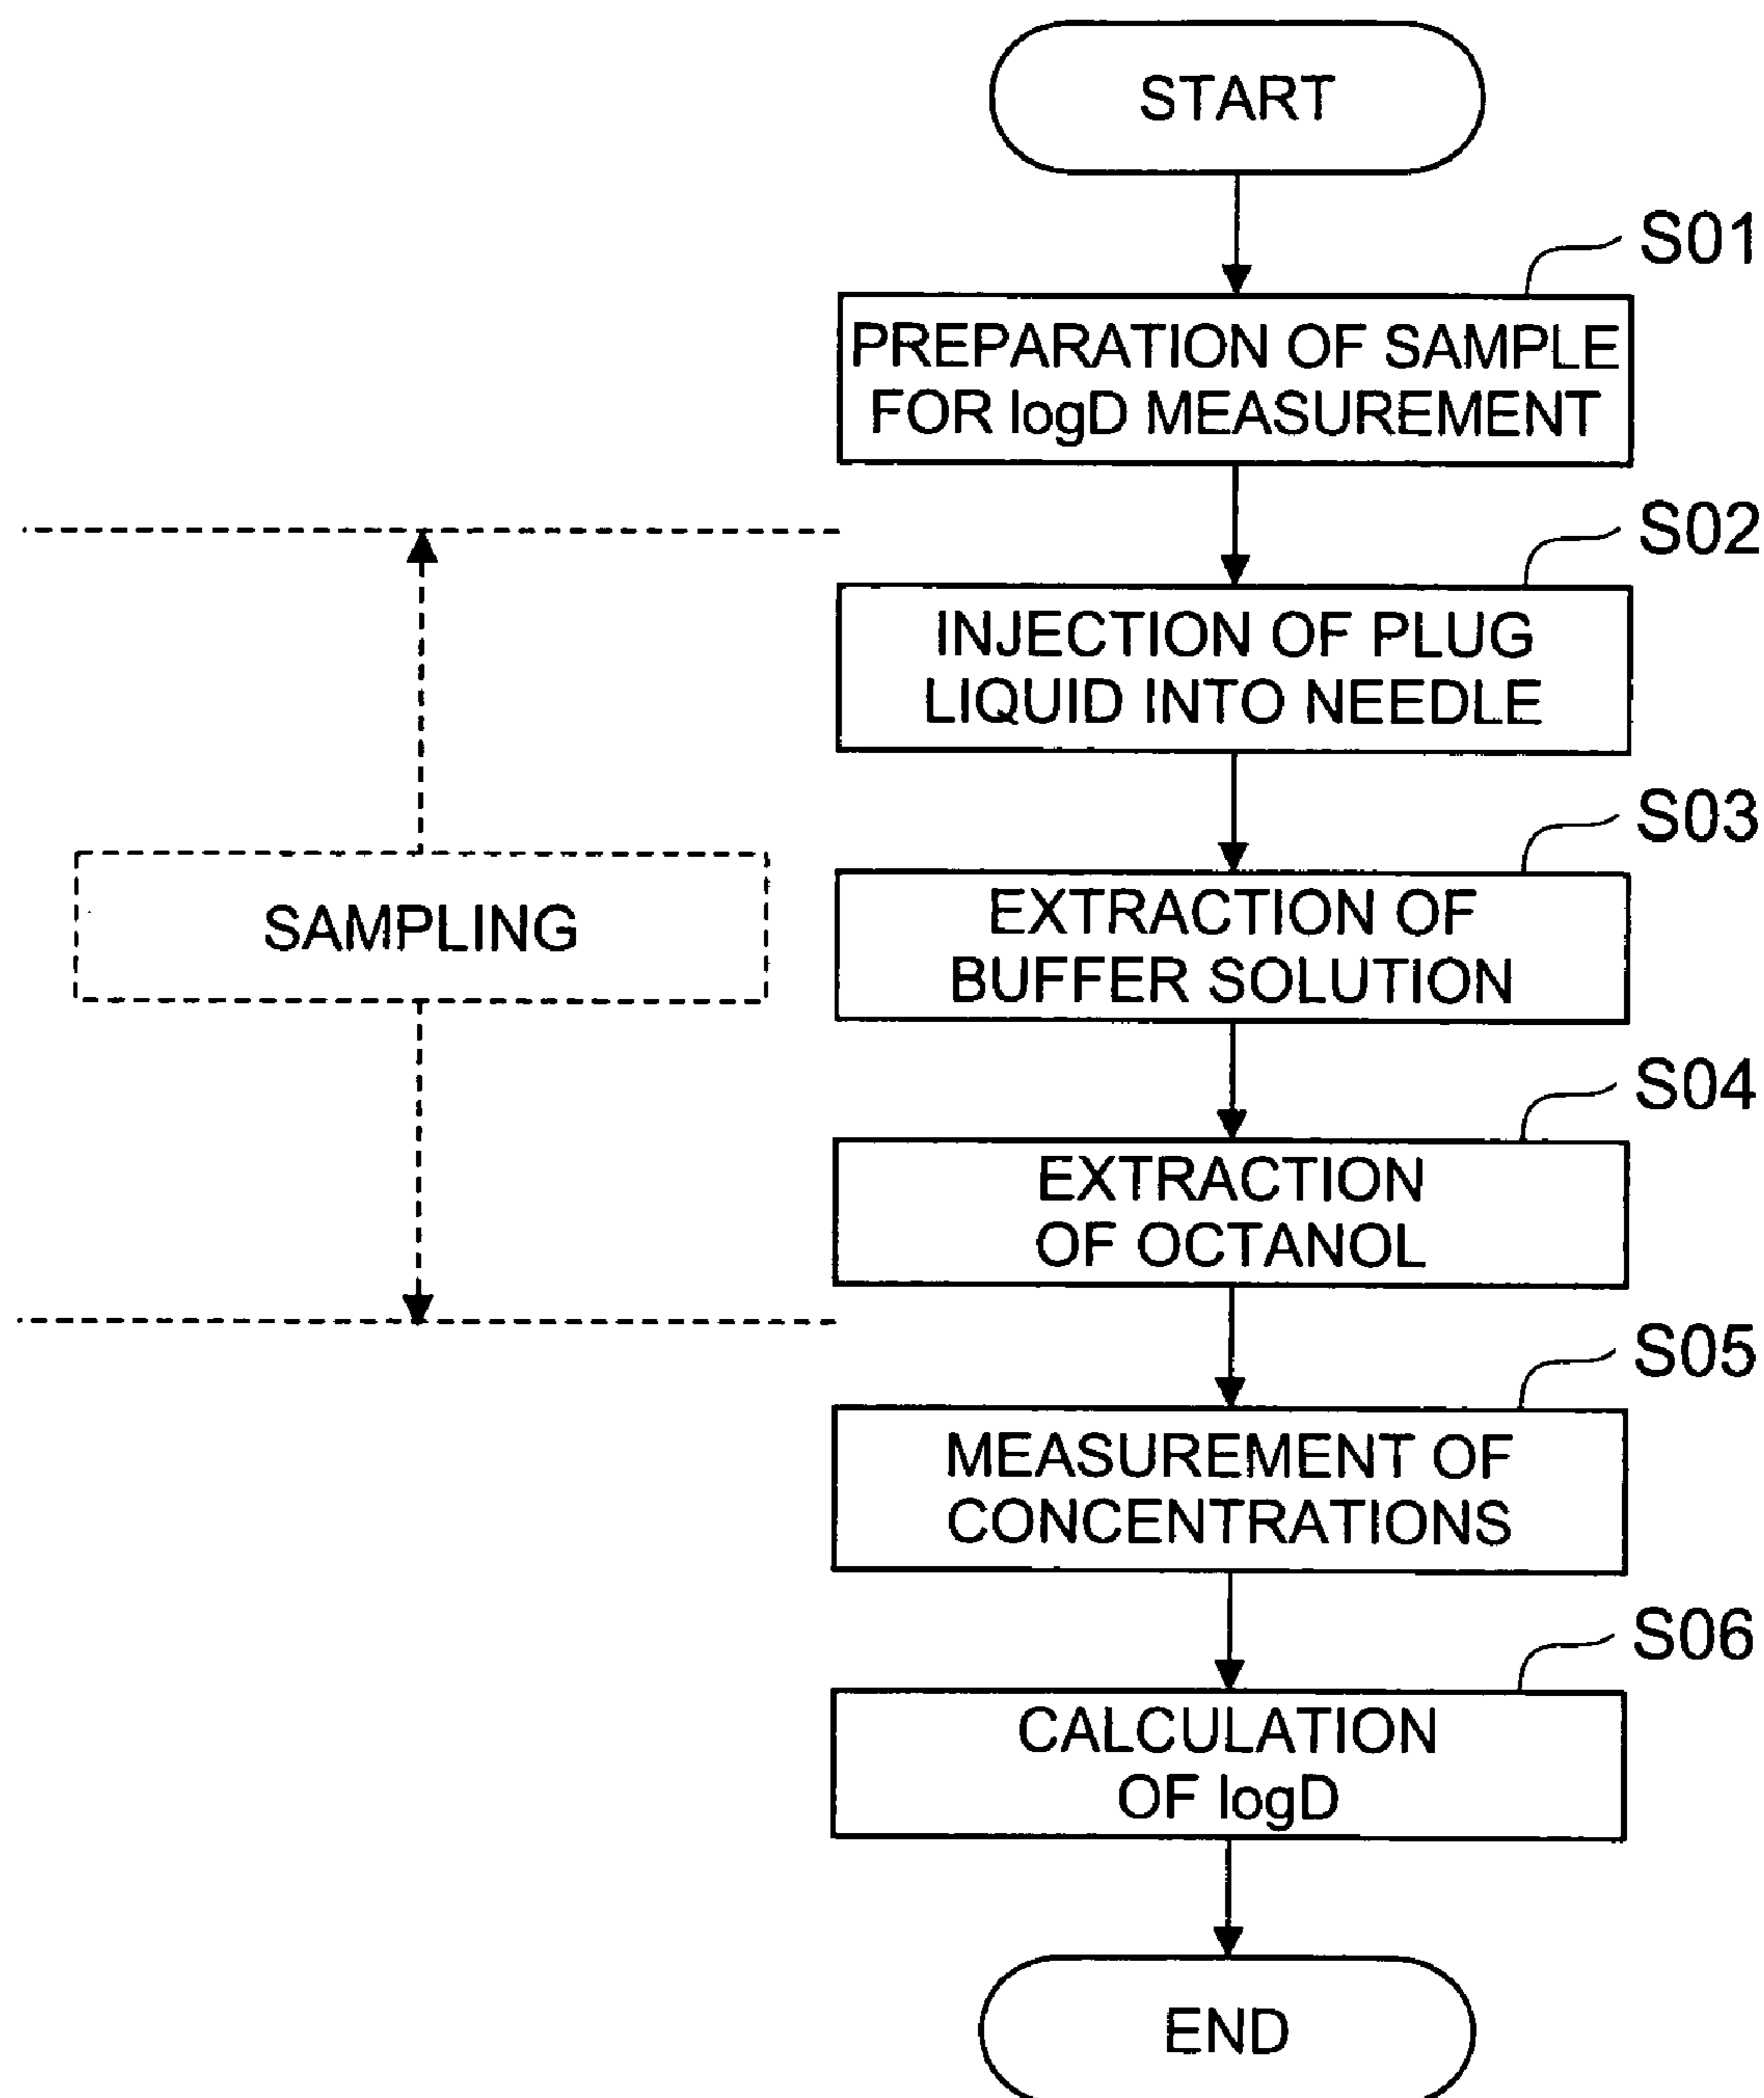 START
S01
PREPARATION OF SAMPLE
FOR logD MEASUREMENT
S02
INJECTION OF PLUG
LIQUID INTO NEEDLE
S03
SAMPLING
EXTRACTION OF
BUFFER SOLUTION
S04
EXTRACTION
OF OCTANOL
S05
MEASUREMENT OF
CONCENTRATIONS
S06
CALCULATION
OF logD
END